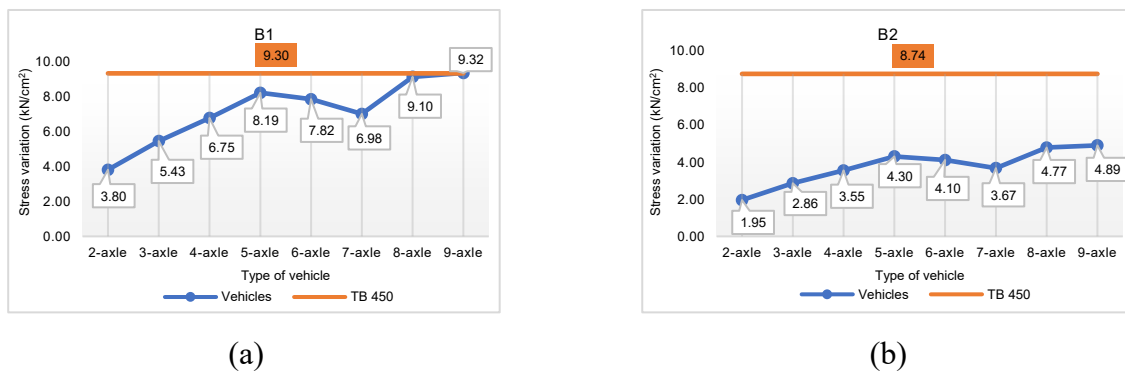 B1
9.30
9.32
10.00
8.00
6.00
4.00
2.00
0.00
Stress variation (kN/cm²)
3.80
5.43
6.75
8.19
7.82
6.98
9.10
2-axle 3-axle 4-axle 5-axle 6-axle 7-axle 8-axle 9-axle
Type of vehicle
Vehicles TB 450
(a)
B2
8.74
10.00
8.00
6.00
4.00
2.00
0.00
Stress variation (kN/cm²)
1.95
2.86
3.55
4.30
4.10
3.67
4.77
4.89
2-axle 3-axle 4-axle 5-axle 6-axle 7-axle 8-axle 9-axle
Type of vehicle
Vehicles TB 450
(b)